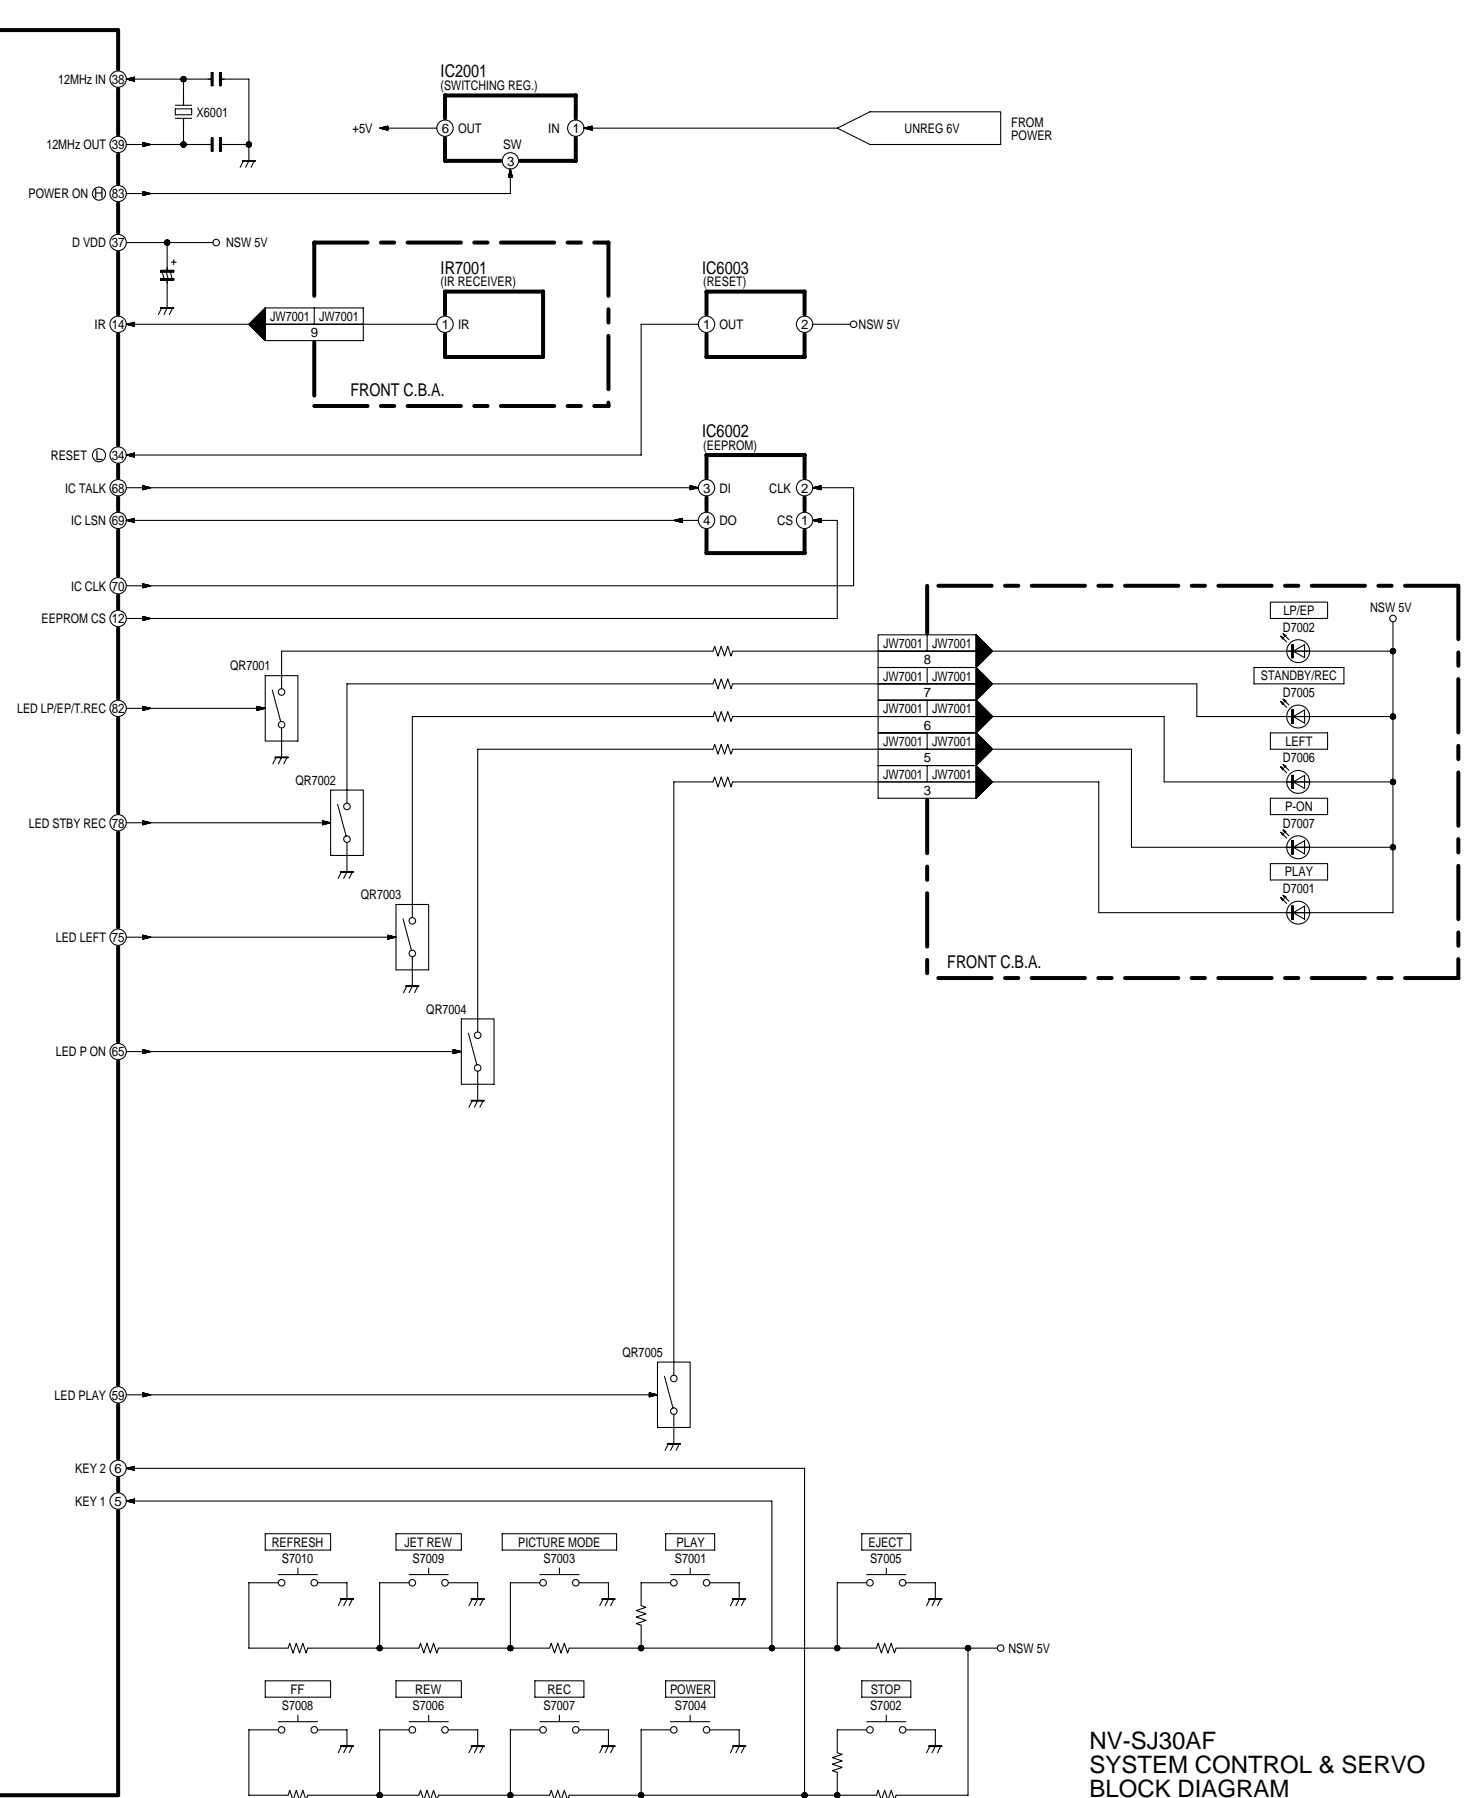 12MHz IN 38
X6001
12MHz OUT 39
IC2001
(SWITCHING REG.)
+5V
6 OUT
IN 1
SW
3
UNREG 6V
FROM
POWER
POWER ON H 83
D VDD 37
NSW 5V
+
IR7001
(IR RECEIVER)
IC6003
(RESET)
IR 14
JW7001 JW7001
9
1 IR
1 OUT
2
NSW 5V
FRONT C.B.A.
IC6002
(EEPROM)
RESET L 34
IC TALK 68
3 DI
CLK 2
IC LSN 69
4 DO
CS 1
IC CLK 70
EEPROM CS 12
LP/EP
D7002
NSW 5V
JW7001 JW7001
8
QR7001
STANDBY/REC
D7005
JW7001 JW7001
7
LED LP/EP/T.REC 82
JW7001 JW7001
6
LEFT
D7006
JW7001 JW7001
5
QR7002
JW7001 JW7001
3
P-ON
D7007
LED STBY REC 78
PLAY
D7001
QR7003
LED LEFT 75
FRONT C.B.A.
QR7004
LED P ON 65
QR7005
LED PLAY 59
KEY 2 6
KEY 1 5
REFRESH
S7010
JET REW
S7009
PICTURE MODE
S7003
PLAY
S7001
EJECT
S7005
NSW 5V
FF
S7008
REW
S7006
REC
S7007
POWER
S7004
STOP
S7002
NV-SJ30AF
SYSTEM CONTROL & SERVO
BLOCK DIAGRAM